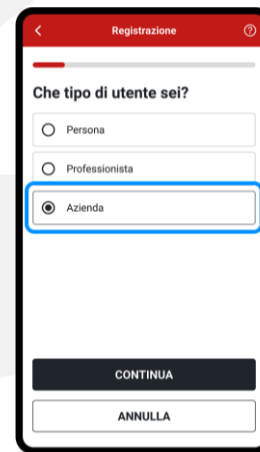 Registrazione
Che tipo di utente sei?
Persona
Professionista
Azienda
CONTINUA
ANNULLA